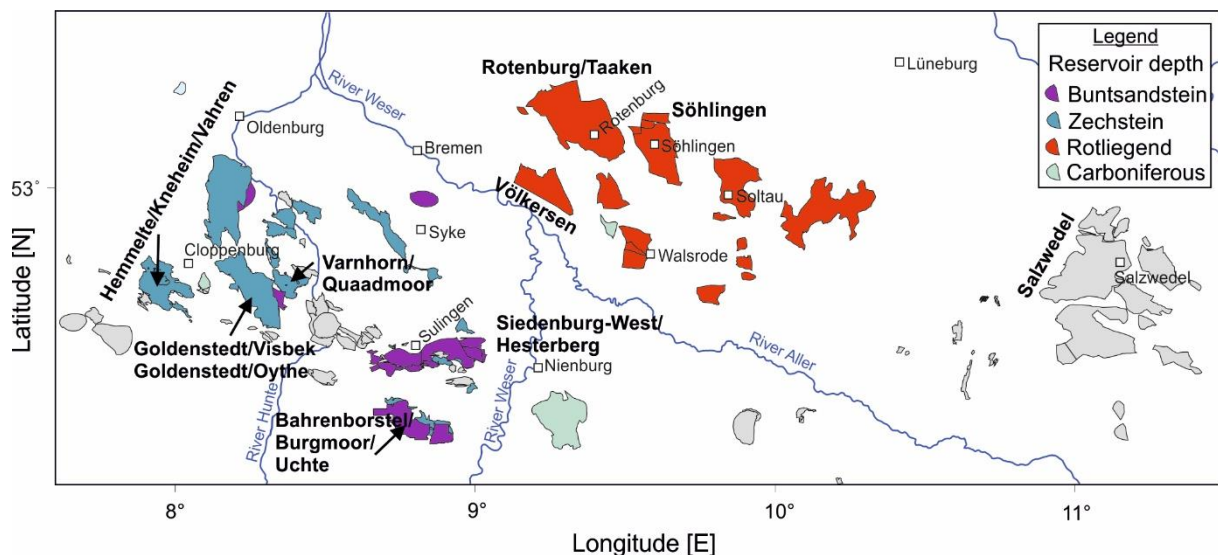 Legend
Reservoir depth
Buntsandstein
Zechstein
Rotliegend
Carboniferous
Lüneburg
Rotenburg/Taaken
Rotenburg
Söhlingen
Söhlingen
River Weser
Oldenburg
Bremen
Hemmelte/Kneheim/Vahren
53°
Völkersen
Soltau
Syke
Cloppenburg
Varnhorn/
Quaadmoor
Walsrode
Salzwedel
Salzwedel
Goldenstedt/Visbek
Goldenstedt/Oythe
Sulingen
Siedenburg-West/
Hesterberg
Nienburg
River Aller
River Hunte
River Weser
Bahrenborstel/
Burgmoor/
Uchte
Latitude [N]
8°
9°
10°
11°
Longitude [E]